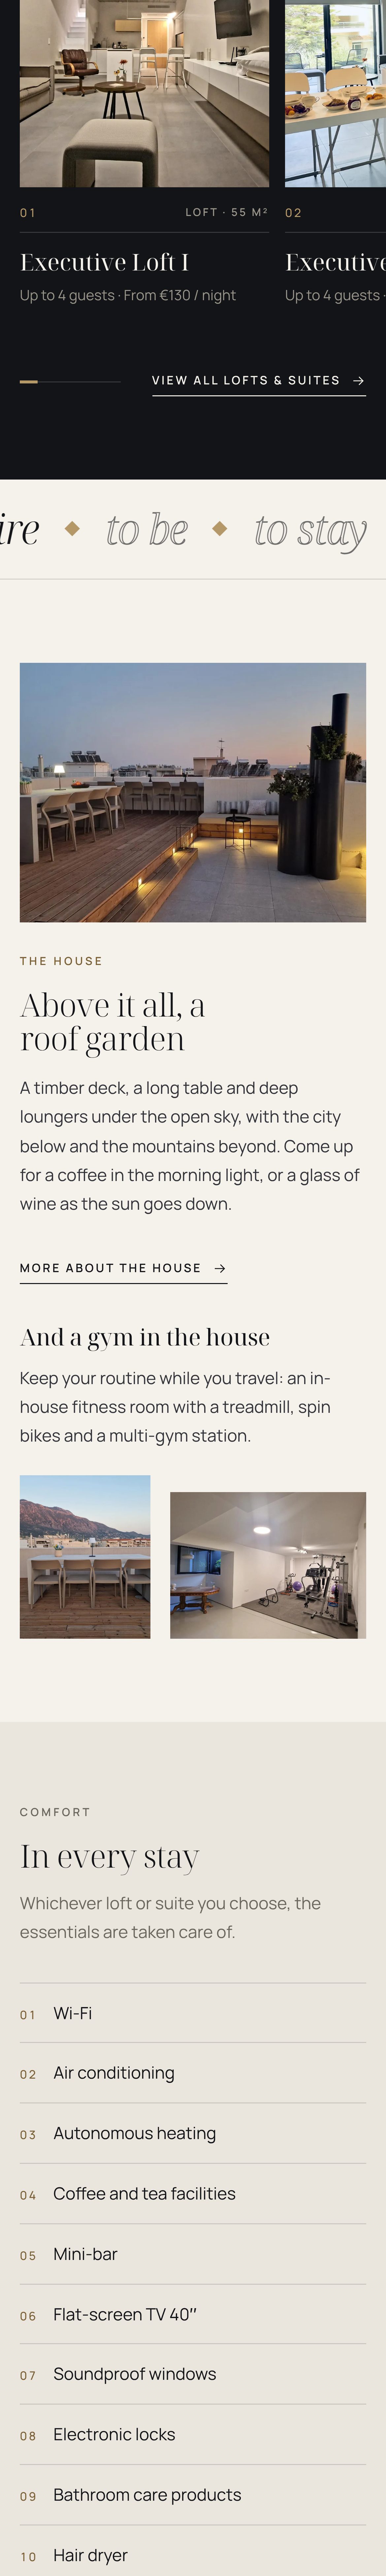 01
LOFT · 55 M²
02
Executive Loft I
Executive
Up to 4 guests · From €130 / night
Up to 4 guests ·
VIEW ALL LOFTS & SUITES →
ire ◆ to be ◆ to stay
THE HOUSE
Above it all, a
roof garden
A timber deck, a long table and deep
loungers under the open sky, with the city
below and the mountains beyond. Come up
for a coffee in the morning light, or a glass of
wine as the sun goes down.
MORE ABOUT THE HOUSE →
And a gym in the house
Keep your routine while you travel: an in-
house fitness room with a treadmill, spin
bikes and a multi-gym station.
COMFORT
In every stay
Whichever loft or suite you choose, the
essentials are taken care of.
01 Wi-Fi
02 Air conditioning
03 Autonomous heating
04 Coffee and tea facilities
05 Mini-bar
06 Flat-screen TV 40″
07 Soundproof windows
08 Electronic locks
09 Bathroom care products
10 Hair dryer